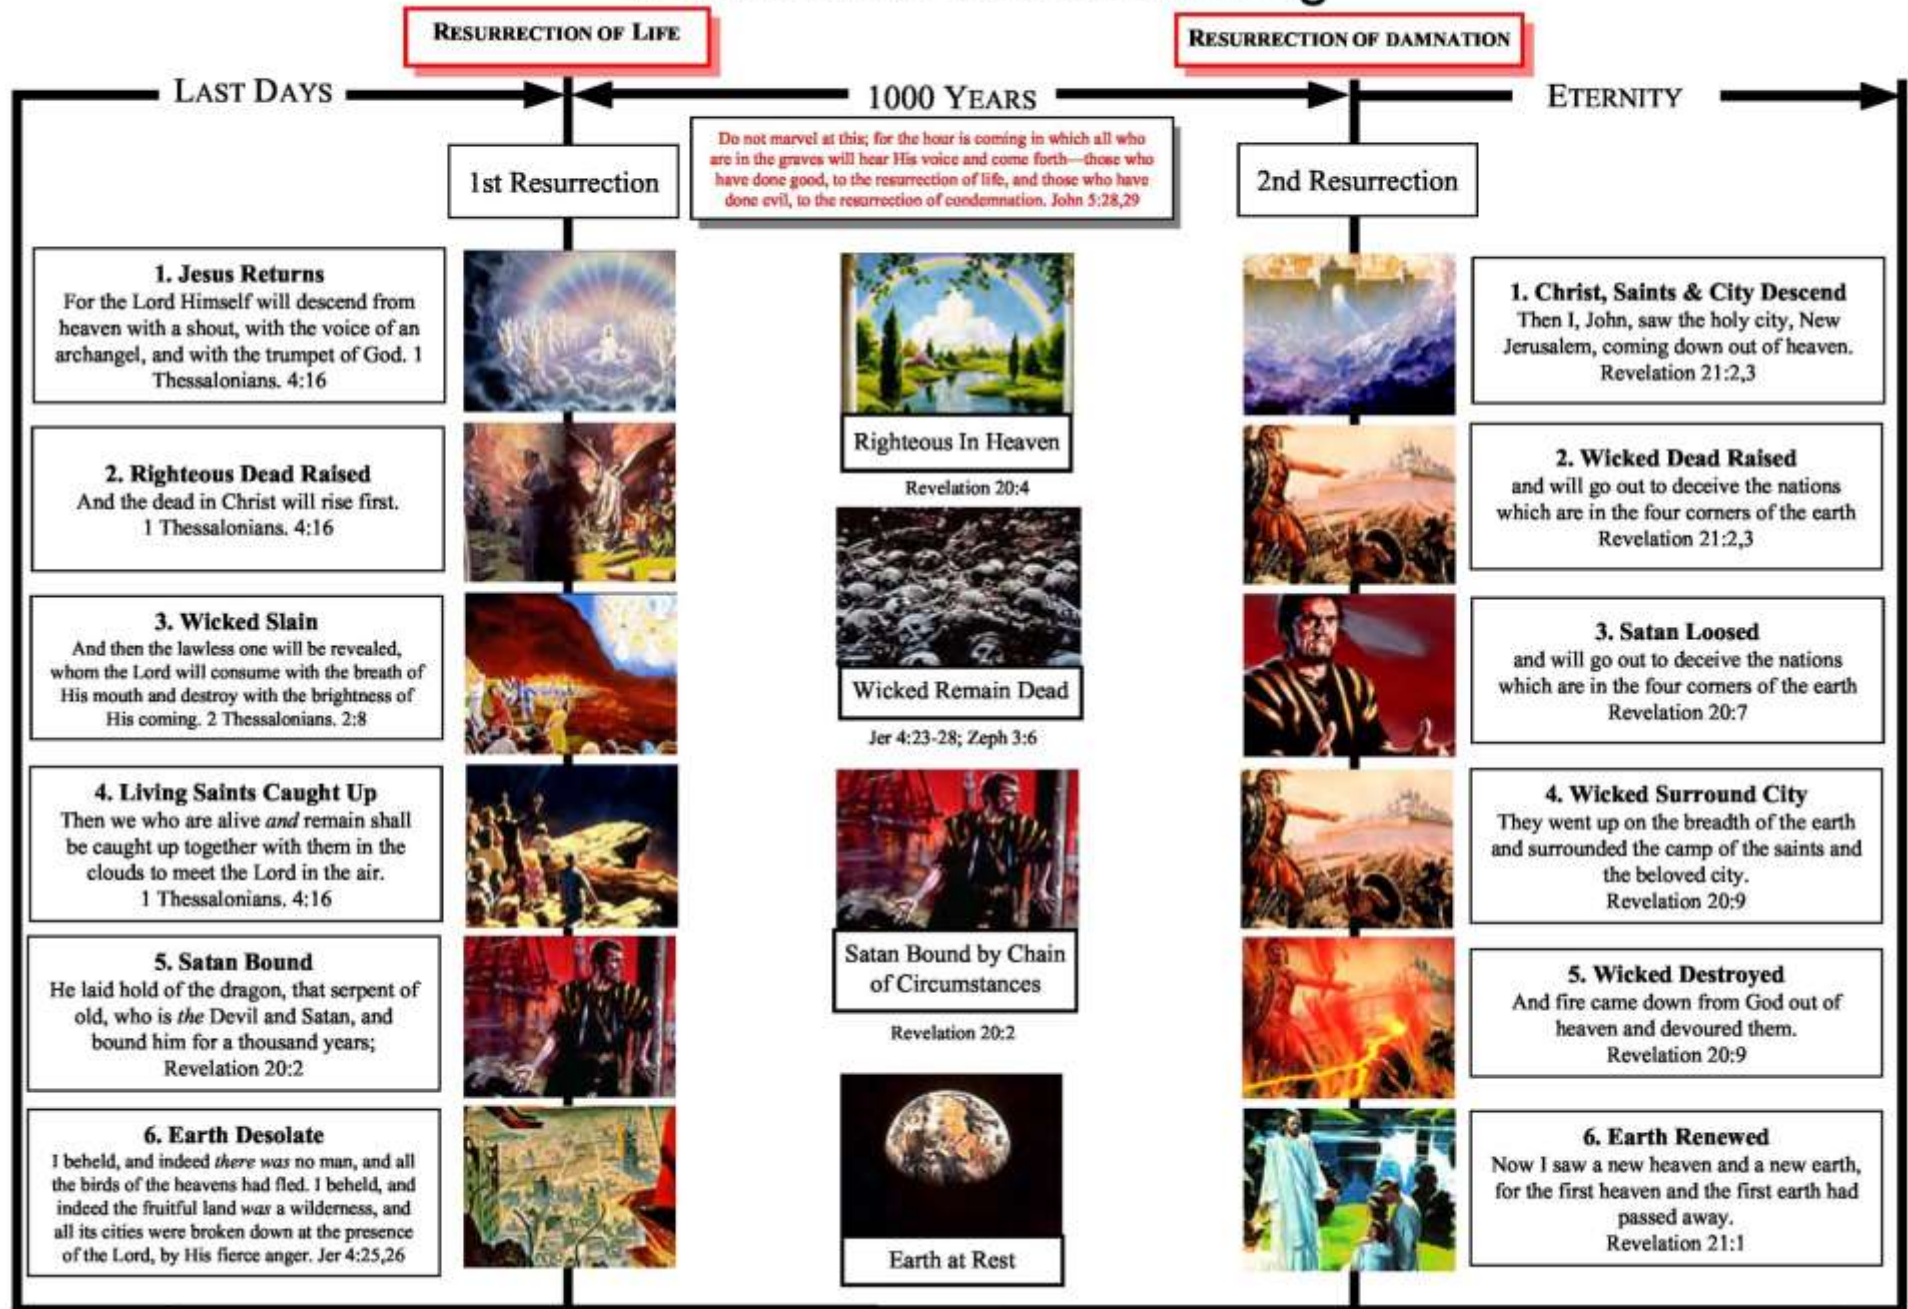 RESURRECTION OF LIFE
RESURRECTION OF DAMNATION
LAST DAYS
1000 YEARS
ETERNITY
Do not marvel at this; for the hour is coming in which all who
are in the graves will hear His voice and come forth—those who
have done good, to the resurrection of life, and those who have
done evil, to the resurrection of condemnation. John 5:28,29
1st Resurrection
2nd Resurrection
1. Jesus Returns
For the Lord Himself will descend from
heaven with a shout, with the voice of an
archangel, and with the trumpet of God. 1
Thessalonians. 4:16
2. Righteous Dead Raised
And the dead in Christ will rise first.
1 Thessalonians. 4:16
3. Wicked Slain
And then the lawless one will be revealed,
whom the Lord will consume with the breath of
His mouth and destroy with the brightness of
His coming. 2 Thessalonians. 2:8
4. Living Saints Caught Up
Then we who are alive and remain shall
be caught up together with them in the
clouds to meet the Lord in the air.
1 Thessalonians. 4:16
5. Satan Bound
He laid hold of the dragon, that serpent of
old, who is the Devil and Satan, and
bound him for a thousand years;
Revelation 20:2
6. Earth Desolate
I beheld, and indeed there was no man, and all
the birds of the heavens had fled. I beheld, and
indeed the fruitful land was a wilderness, and
all its cities were broken down at the presence
of the Lord, by His fierce anger. Jer 4:25,26
Righteous In Heaven
Revelation 20:4
Wicked Remain Dead
Jer 4:23-28; Zeph 3:6
Satan Bound by Chain
of Circumstances
Revelation 20:2
Earth at Rest
1. Christ, Saints & City Descend
Then I, John, saw the holy city, New
Jerusalem, coming down out of heaven.
Revelation 21:2,3
2. Wicked Dead Raised
and will go out to deceive the nations
which are in the four corners of the earth
Revelation 21:2,3
3. Satan Loosed
and will go out to deceive the nations
which are in the four corners of the earth
Revelation 20:7
4. Wicked Surround City
They went up on the breadth of the earth
and surrounded the camp of the saints and
the beloved city.
Revelation 20:9
5. Wicked Destroyed
And fire came down from God out of
heaven and devoured them.
Revelation 20:9
6. Earth Renewed
Now I saw a new heaven and a new earth,
for the first heaven and the first earth had
passed away.
Revelation 21:1